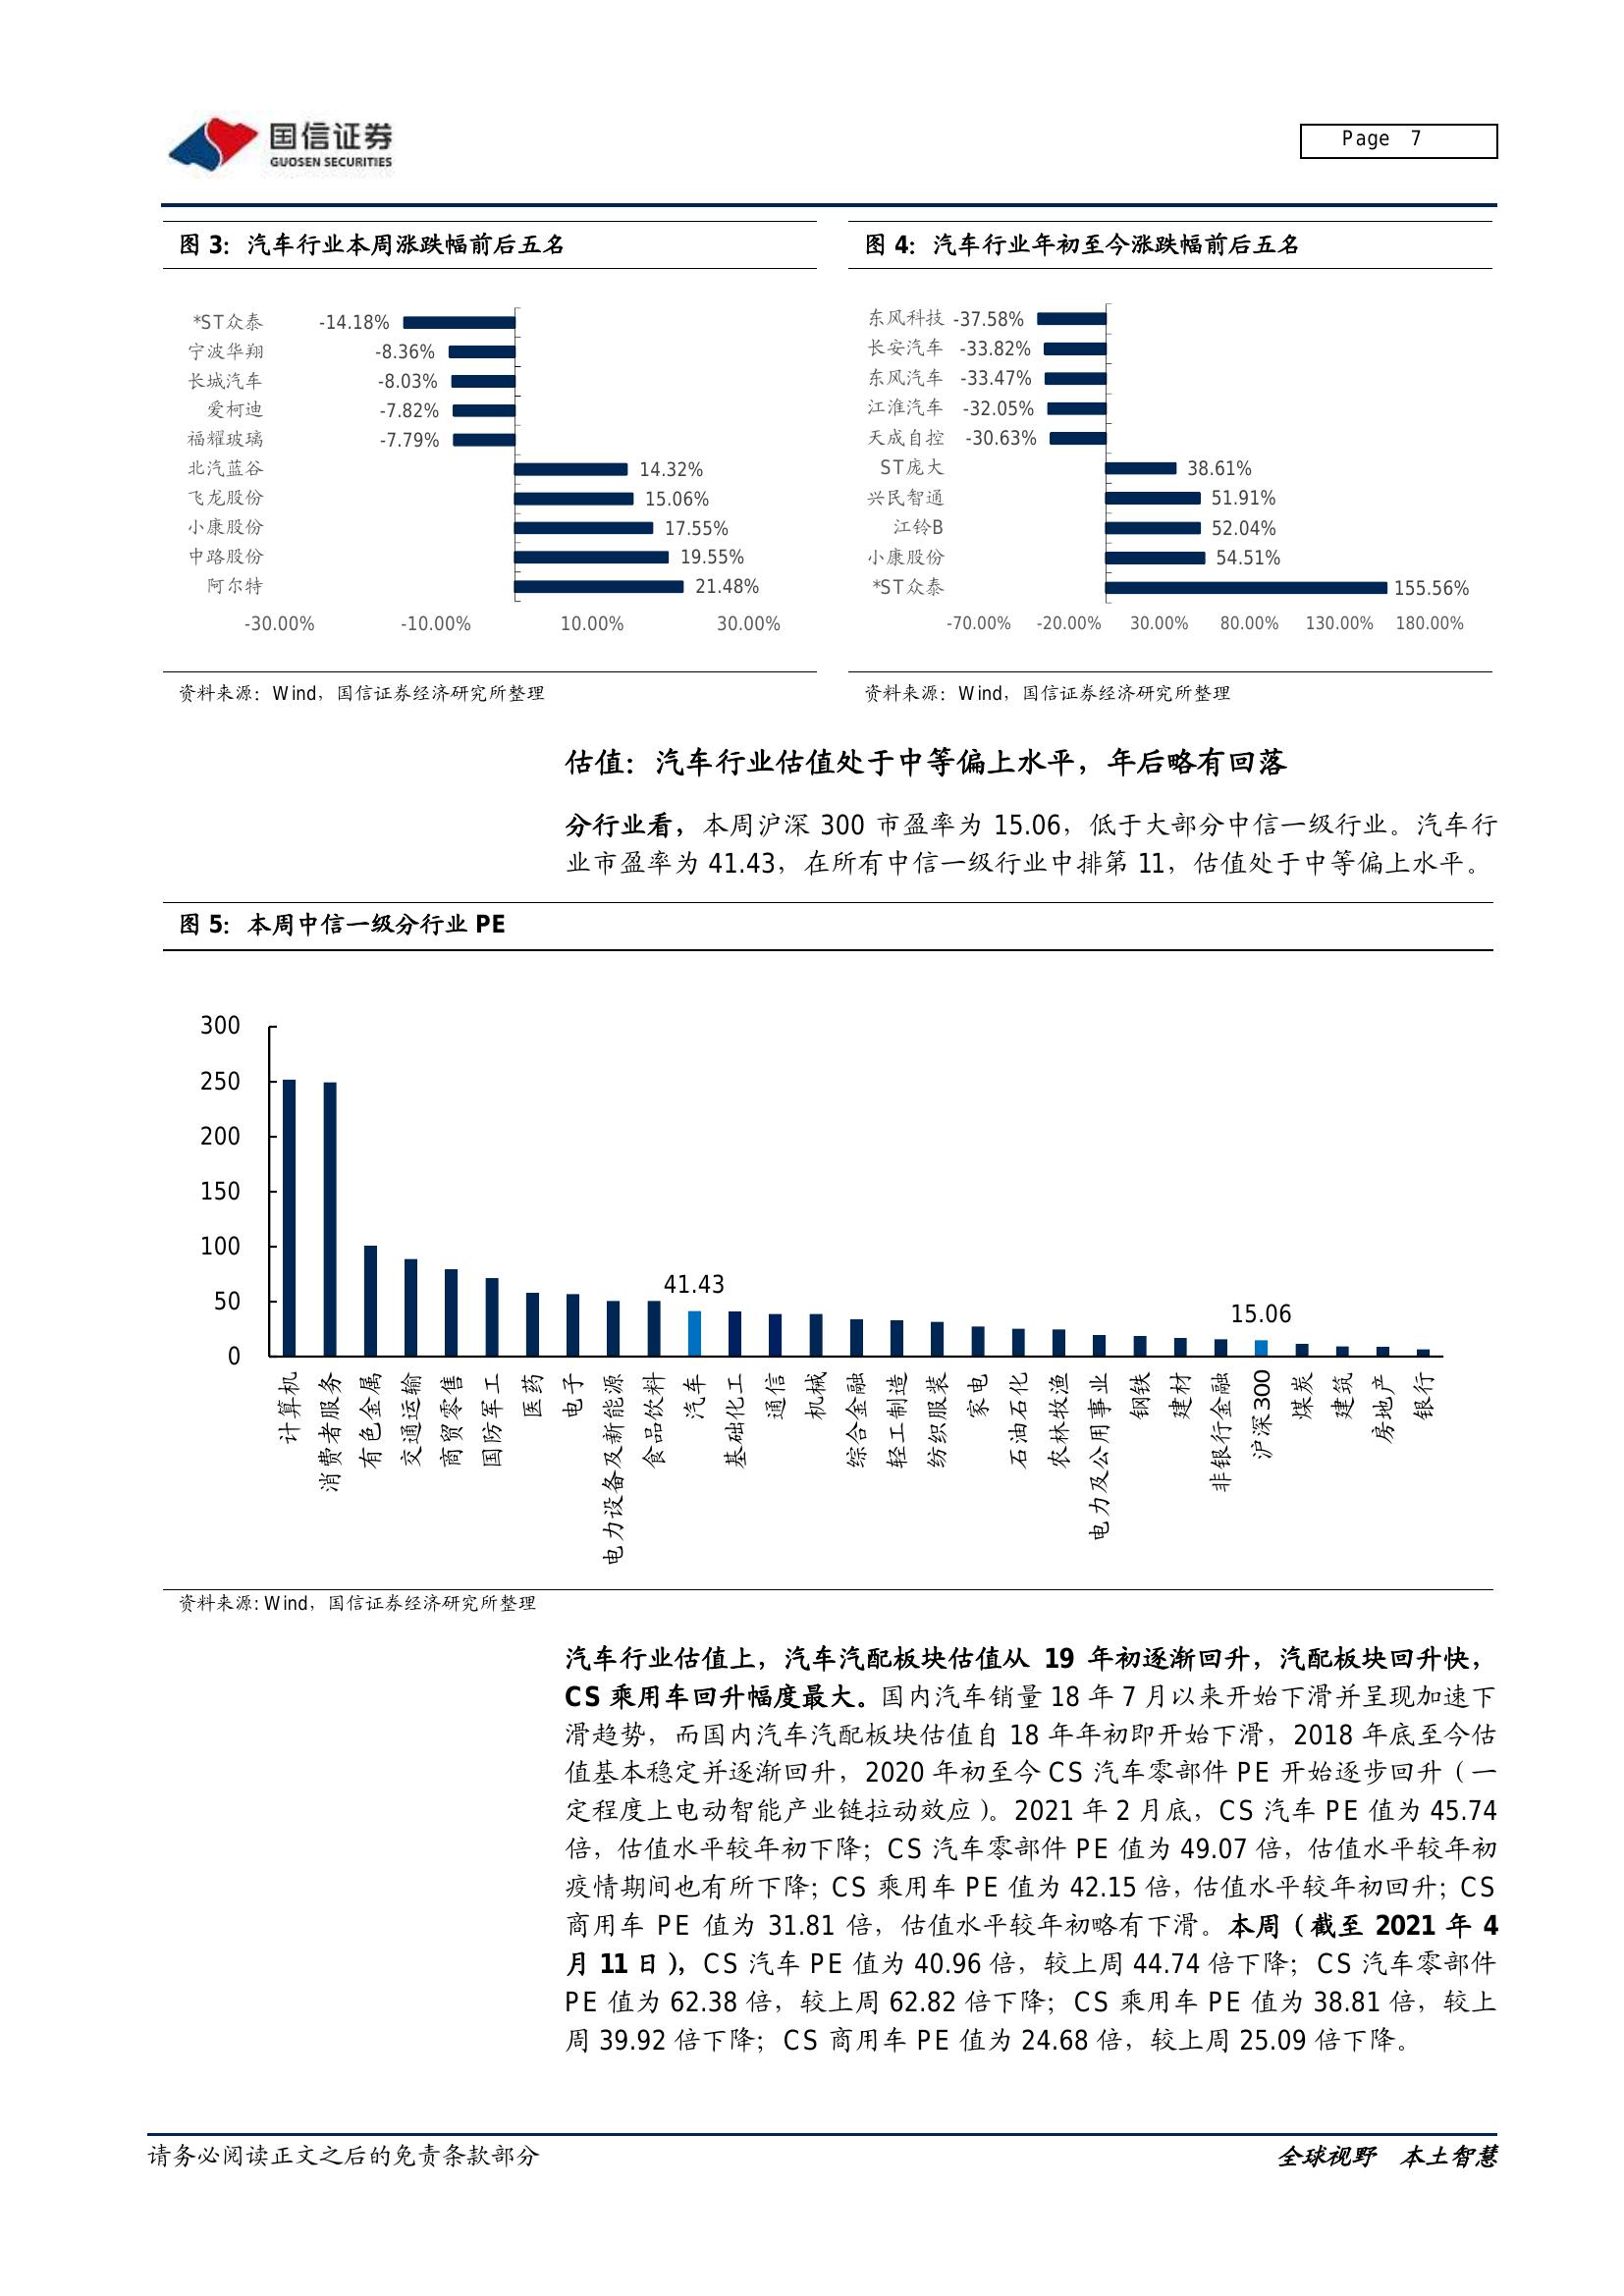 国信证券
GUOSEN SECURITIES
Page 7
图 3：汽车行业本周涨跌幅前后五名
*ST众泰 -14.18%
宁波华翔 -8.36%
长城汽车 -8.03%
爱柯迪 -7.82%
福耀玻璃 -7.79%
北汽蓝谷 14.32%
飞龙股份 15.06%
小康股份 17.55%
中路股份 19.55%
阿尔特 21.48%
-30.00% -10.00% 10.00% 30.00%
资料来源：Wind，国信证券经济研究所整理
图 4：汽车行业年初至今涨跌幅前后五名
东风科技 -37.58%
长安汽车 -33.82%
东风汽车 -33.47%
江淮汽车 -32.05%
天成自控 -30.63%
ST庞大 38.61%
兴民智通 51.91%
江铃B 52.04%
小康股份 54.51%
*ST众泰 155.56%
-70.00% -20.00% 30.00% 80.00% 130.00% 180.00%
资料来源：Wind，国信证券经济研究所整理
估值：汽车行业估值处于中等偏上水平，年后略有回落
分行业看，本周沪深 300 市盈率为 15.06，低于大部分中信一级行业。汽车行
业市盈率为 41.43，在所有中信一级行业中排第 11，估值处于中等偏上水平。
图 5：本周中信一级分行业 PE
300
250
200
150
100
50
0
41.43
15.06
计算机
消费者服务
有色金属
交通运输
商贸零售
国防军工
医药
电子
电力设备及新能源
食品饮料
汽车
基础化工
通信
机械
综合金融
轻工制造
纺织服装
家电
石油石化
农林牧渔
电力及公用事业
钢铁
建材
非银行金融
沪深300
煤炭
建筑
房地产
银行
资料来源：Wind，国信证券经济研究所整理
汽车行业估值上，汽车汽配板块估值从 19 年初逐渐回升，汽配板块回升快，
CS 乘用车回升幅度最大。国内汽车销量 18 年 7 月以来开始下滑并呈现加速下
滑趋势，而国内汽车汽配板块估值自 18 年年初即开始下滑，2018 年底至今估
值基本稳定并逐渐回升，2020 年初至今 CS 汽车零部件 PE 开始逐步回升（一
定程度上电动智能产业链拉动效应）。2021 年 2 月底，CS 汽车 PE 值为 45.74
倍，估值水平较年初下降；CS 汽车零部件 PE 值为 49.07 倍，估值水平较年初
疫情期间也有所下降；CS 乘用车 PE 值为 42.15 倍，估值水平较年初回升；CS
商用车 PE 值为 31.81 倍，估值水平较年初略有下滑。本周（截至 2021 年 4
月 11 日），CS 汽车 PE 值为 40.96 倍，较上周 44.74 倍下降；CS 汽车零部件
PE 值为 62.38 倍，较上周 62.82 倍下降；CS 乘用车 PE 值为 38.81 倍，较上
周 39.92 倍下降；CS 商用车 PE 值为 24.68 倍，较上周 25.09 倍下降。
请务必阅读正文之后的免责条款部分
全球视野 本土智慧